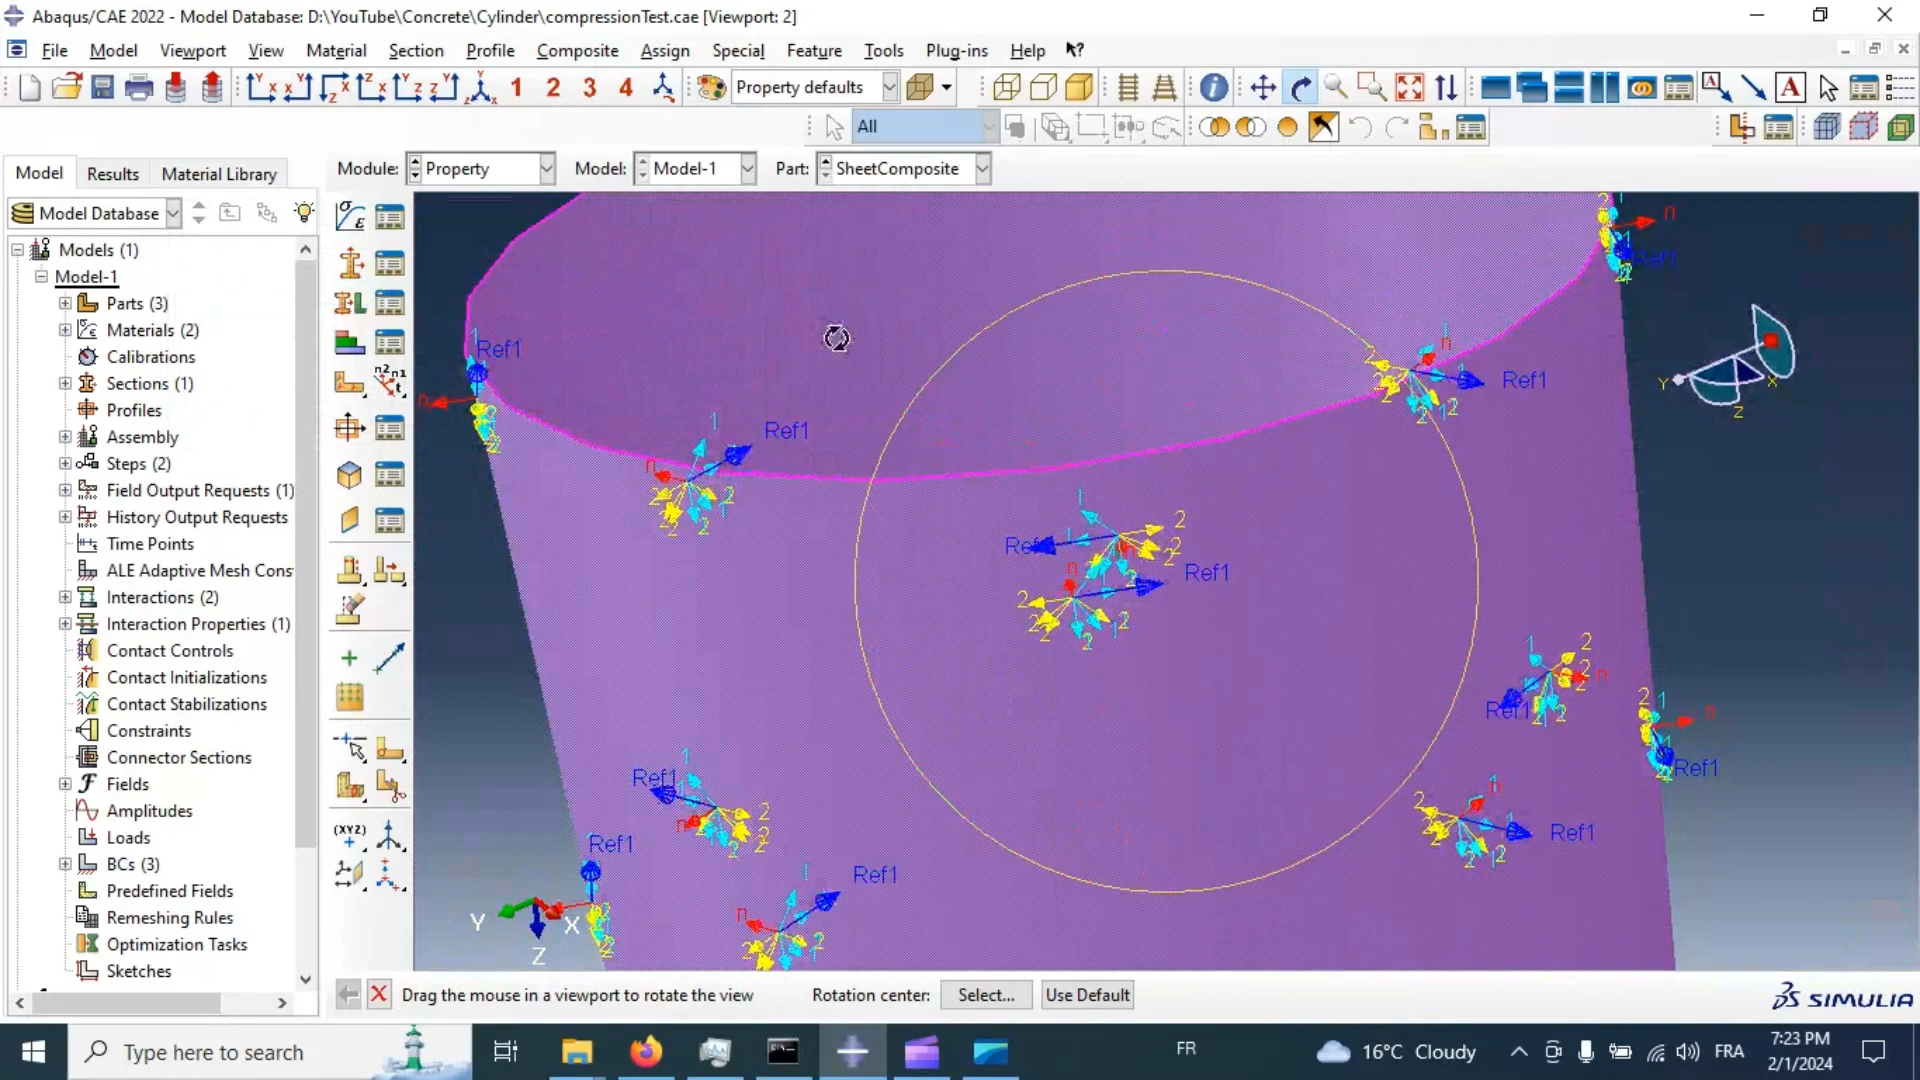 Abaqus/CAE 2022 - Model Database: D:\YouTube\Concrete\Cylinder\compressionTest.cae [Viewport: 2]
File Model Viewport View Material Section Profile Composite Assign Special Feature Tools Plug-ins Help
1 2 3 4 Property defaults
All
Model Results Material Library
Module: Property Model: Model-1 Part: SheetComposite
Model Database
Models (1)
Model-1
Parts (3)
Materials (2)
Calibrations
Sections (1)
Profiles
Assembly
Steps (2)
Field Output Requests (1)
History Output Requests
Time Points
ALE Adaptive Mesh Cons
Interactions (2)
Interaction Properties (1)
Contact Controls
Contact Initializations
Contact Stabilizations
Constraints
Connector Sections
Fields
Amplitudes
Loads
BCs (3)
Predefined Fields
Remeshing Rules
Optimization Tasks
Sketches
Ref1
Ref1
Ref1
Ref1
Ref1
Ref1
Ref1
Ref1
Ref1
Ref1
Ref1
Y X Z
Y X Z
Drag the mouse in a viewport to rotate the view Rotation center: Select... Use Default
SIMULIA
Type here to search
FR
16°C Cloudy
FRA
7:23 PM
2/1/2024